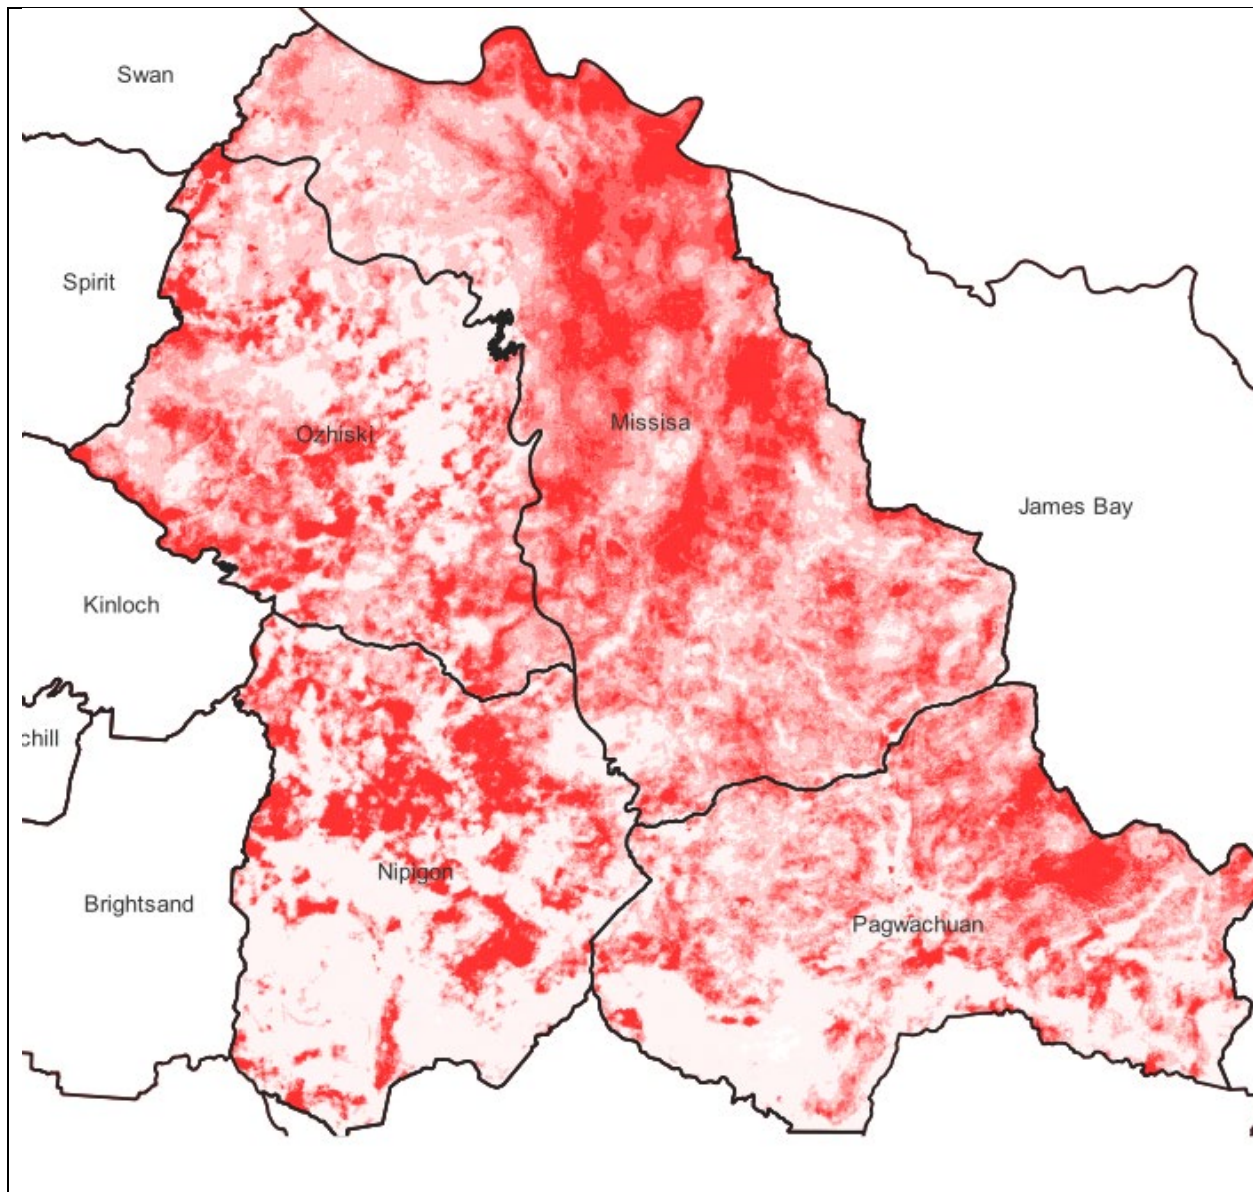 Swan
Spirit
Ozhiski
Missisa
James Bay
Kinloch
chill
Nipigon
Brightsand
Pagwachuan